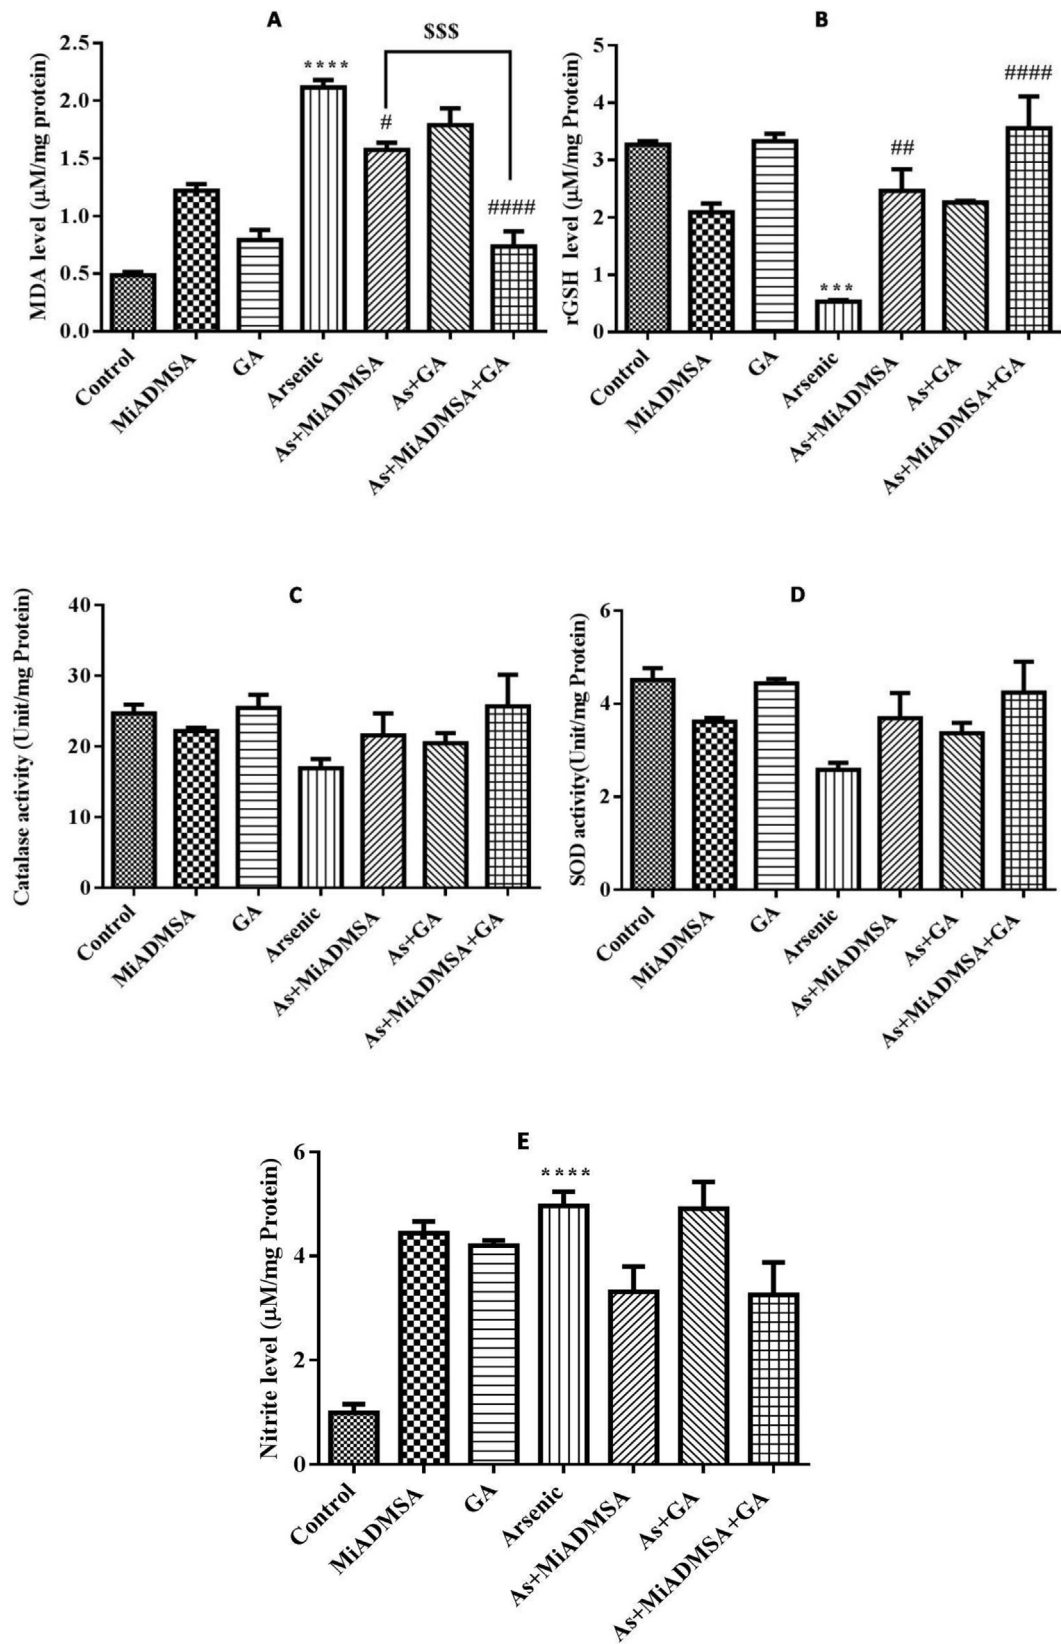 A
MDA level (µM/mg protein)
2.5
2.0
1.5
1.0
0.5
0.0
****
#
$$$
####
Control
MiADMSA
GA
Arsenic
As+MiADMSA
As+GA
As+MiADMSA+GA
B
rGSH level (µM/mg Protein)
5
4
3
2
1
0
***
##
####
Control
MiADMSA
GA
Arsenic
As+MiADMSA
As+GA
As+MiADMSA+GA
C
Catalase activity (Unit/mg Protein)
40
30
20
10
0
Control
MiADMSA
GA
Arsenic
As+MiADMSA
As+GA
As+MiADMSA+GA
D
SOD activity(Unit/mg Protein)
6
4
2
0
Control
MiADMSA
GA
Arsenic
As+MiADMSA
As+GA
As+MiADMSA+GA
E
Nitrite level (µM/mg Protein)
6
4
2
0
****
Control
MiADMSA
GA
Arsenic
As+MiADMSA
As+GA
As+MiADMSA+GA